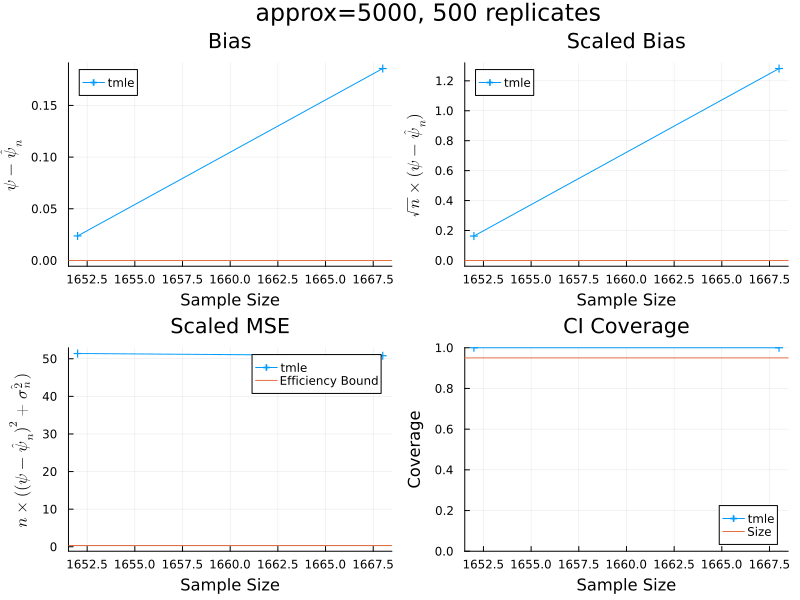 approx=5000, 500 replicates
Bias
tmle
ψ − ψ̂ₙ
0.15
0.10
0.05
0.00
1652.5 1655.0 1657.5 1660.0 1662.5 1665.0 1667.5
Sample Size
Scaled Bias
tmle
√n × (ψ − ψ̂ₙ)
1.2
1.0
0.8
0.6
0.4
0.2
0.0
1652.5 1655.0 1657.5 1660.0 1662.5 1665.0 1667.5
Sample Size
Scaled MSE
tmle
Efficiency Bound
n × ((ψ − ψ̂ₙ)² + σ̂²ₙ)
50
40
30
20
10
0
1652.5 1655.0 1657.5 1660.0 1662.5 1665.0 1667.5
Sample Size
CI Coverage
Coverage
1.0
0.8
0.6
0.4
0.2
0.0
tmle
Size
1652.5 1655.0 1657.5 1660.0 1662.5 1665.0 1667.5
Sample Size